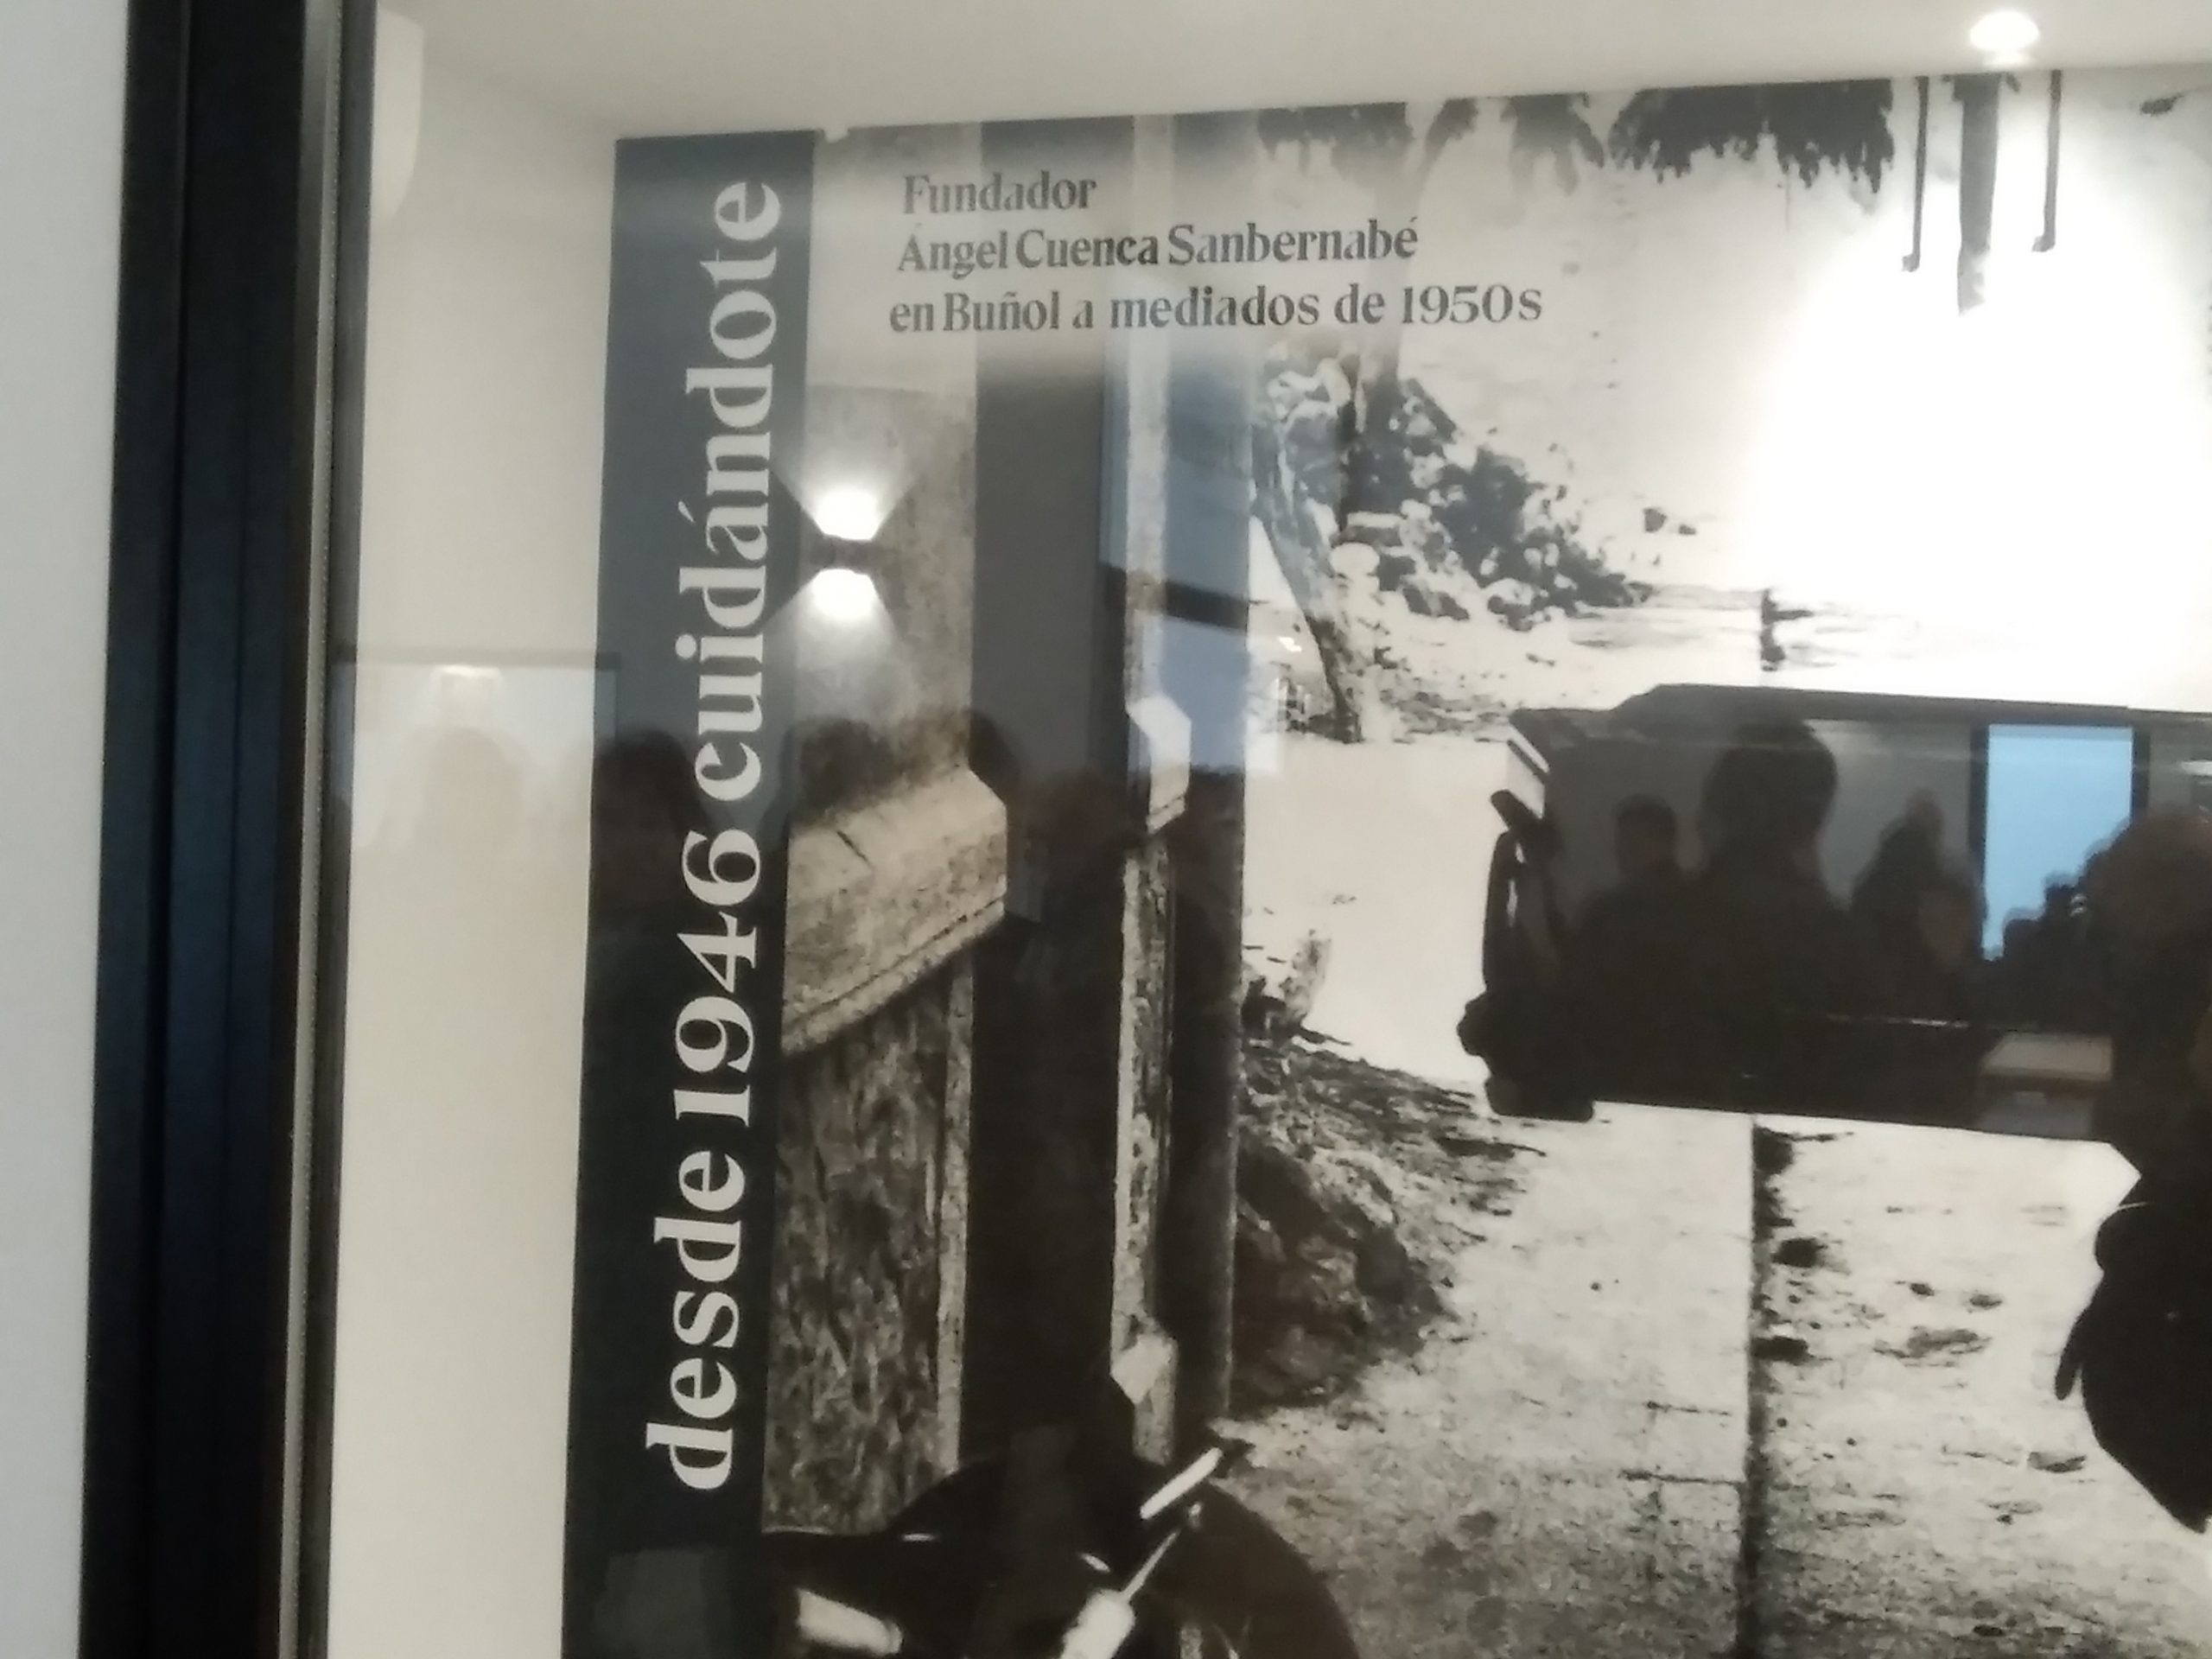 desde 1946 cuidándote
Fundador
Ángel Cuenca Sanbernabé
en Buñol a mediados de 1950s